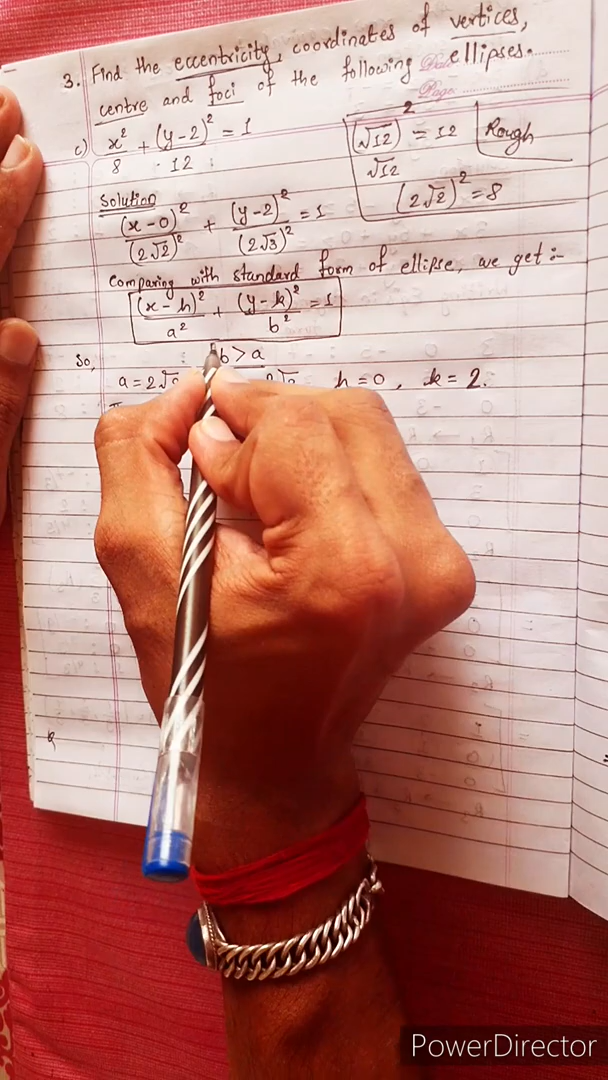 3. Find the eccentricity, coordinates of vertices,
centre and foci of the following ellipses.
Page:
c) x²/8 + (y-2)²/12 = 1
(√12)² = 12
Rough
√12
(2√2)² = 8
Solution
(x-0)²/(2√2)² + (y-2)²/(2√3)² = 1
Comparing with standard form of ellipse, we get :-
(x-h)²/a² + (y-k)²/b² = 1
So, b > a
a = 2√ h = 0, k = 2.
PowerDirector